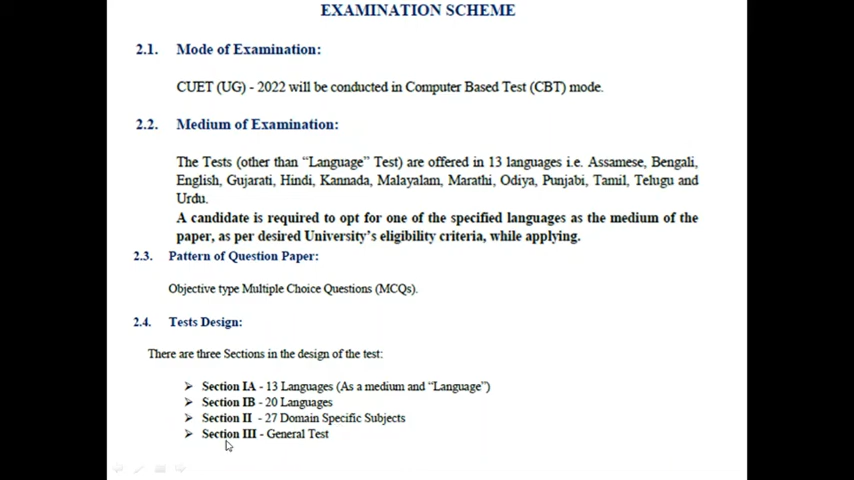 EXAMINATION SCHEME
2.1. Mode of Examination:
CUET (UG) - 2022 will be conducted in Computer Based Test (CBT) mode.
2.2. Medium of Examination:
The Tests (other than “Language” Test) are offered in 13 languages i.e. Assamese, Bengali,
English, Gujarati, Hindi, Kannada, Malayalam, Marathi, Odiya, Punjabi, Tamil, Telugu and
Urdu.
A candidate is required to opt for one of the specified languages as the medium of the
paper, as per desired University’s eligibility criteria, while applying.
2.3. Pattern of Question Paper:
Objective type Multiple Choice Questions (MCQs).
2.4. Tests Design:
There are three Sections in the design of the test:
➢ Section IA - 13 Languages (As a medium and “Language”)
➢ Section IB - 20 Languages
➢ Section II - 27 Domain Specific Subjects
➢ Section III - General Test